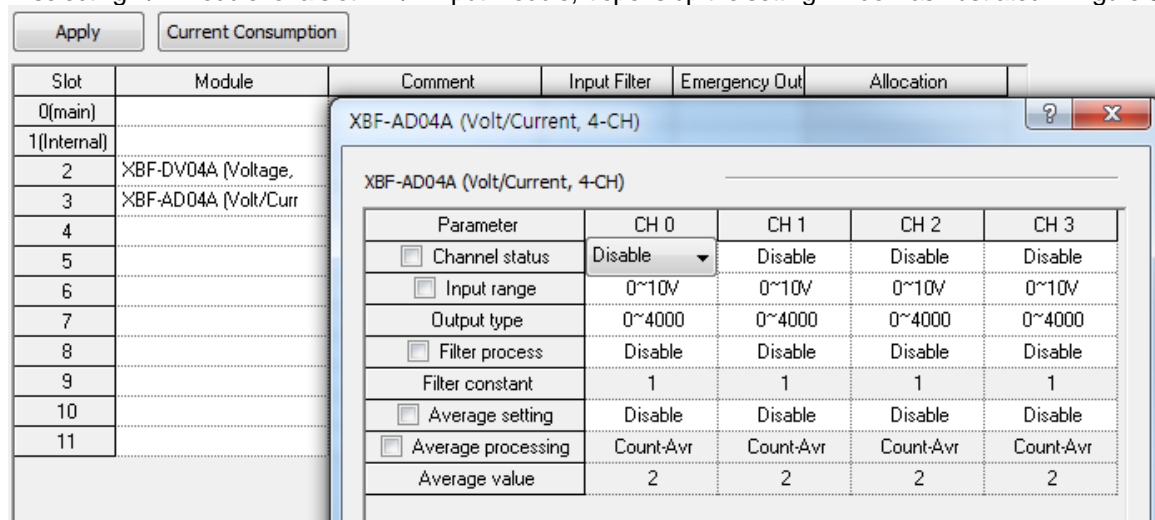 Apply Current Consumption
Slot Module Comment Input Filter Emergency Out Allocation
0(main)
1(Internal)
2 XBF-DV04A (Voltage,
3 XBF-AD04A (Volt/Curr
4
5
6
7
8
9
10
11
XBF-AD04A (Volt/Current, 4-CH) ? X
XBF-AD04A (Volt/Current, 4-CH)
Parameter CH 0 CH 1 CH 2 CH 3
Channel status Disable Disable Disable Disable
Input range 0~10V 0~10V 0~10V 0~10V
Output type 0~4000 0~4000 0~4000 0~4000
Filter process Disable Disable Disable Disable
Filter constant 1 1 1 1
Average setting Disable Disable Disable Disable
Average processing Count-Avr Count-Avr Count-Avr Count-Avr
Average value 2 2 2 2